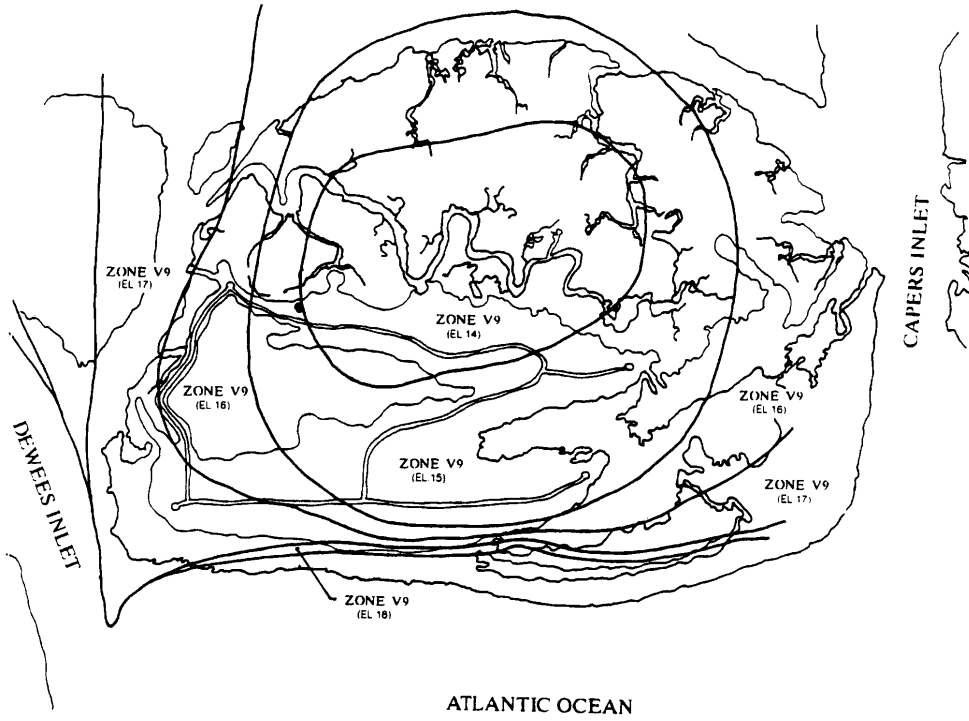 ZONE V9
(EL 17)
ZONE V9
(EL 14)
ZONE V9
(EL 16)
ZONE V9
(EL 16)
ZONE V9
(EL 15)
ZONE V9
(EL 17)
ZONE V9
(EL 18)
CAPERS INLET
DEWEES INLET
ATLANTIC OCEAN